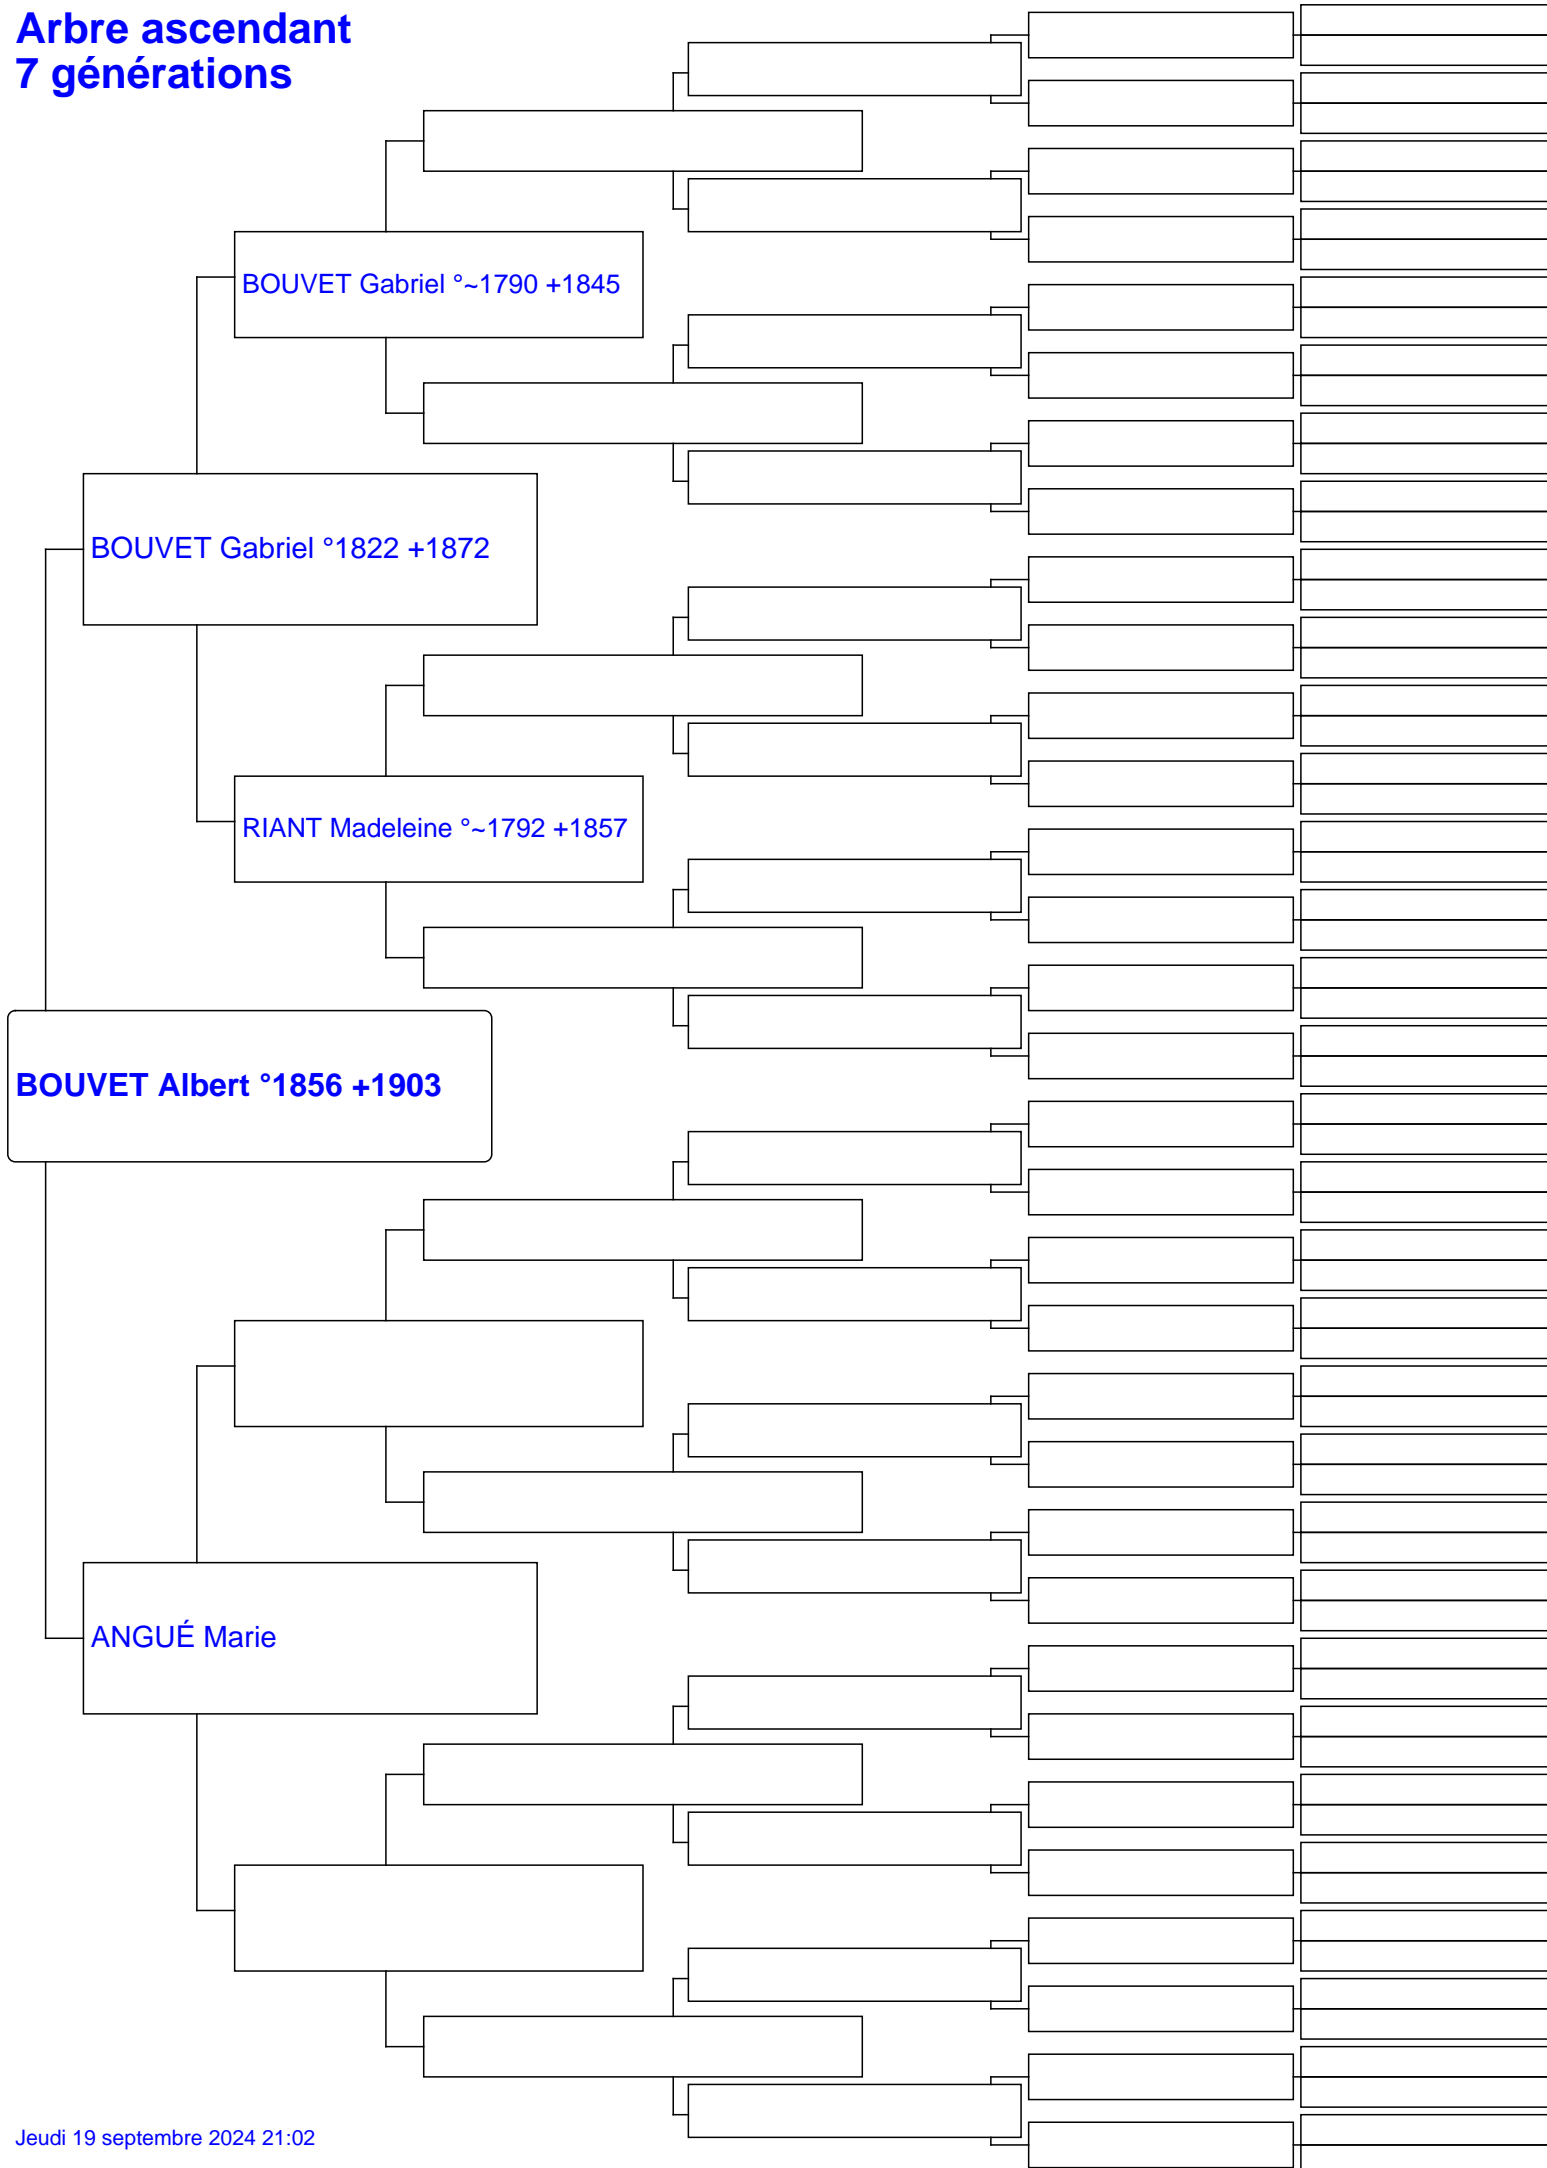 Arbre ascendant
7 générations
BOUVET Gabriel °~1790 +1845
BOUVET Gabriel °1822 +1872
RIANT Madeleine °~1792 +1857
BOUVET Albert °1856 +1903
ANGUÉ Marie
Jeudi 19 septembre 2024 21:02